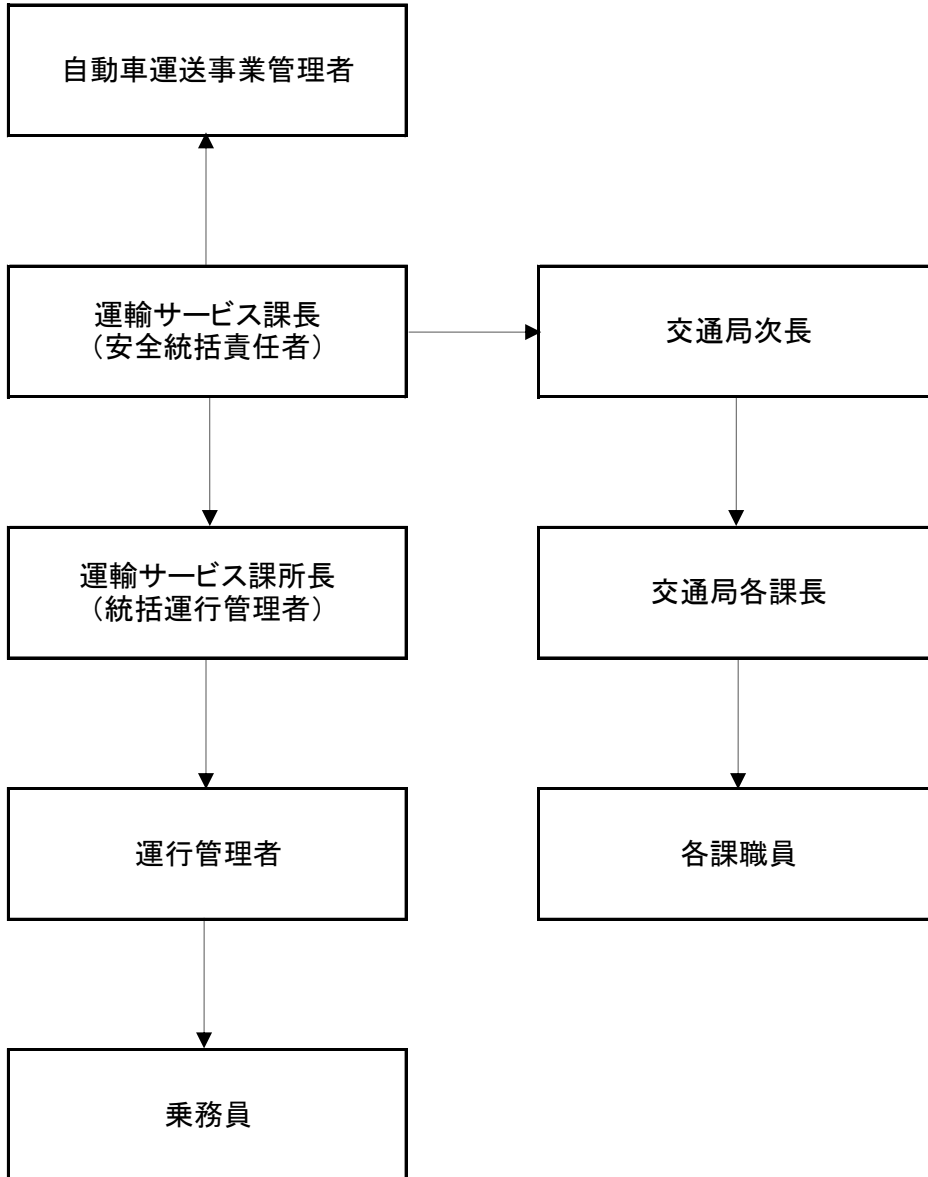 自動車運送事業管理者
運輸サービス課長
（安全統括責任者）
交通局次長
運輸サービス課所長
（統括運行管理者）
交通局各課長
運行管理者
各課職員
乗務員